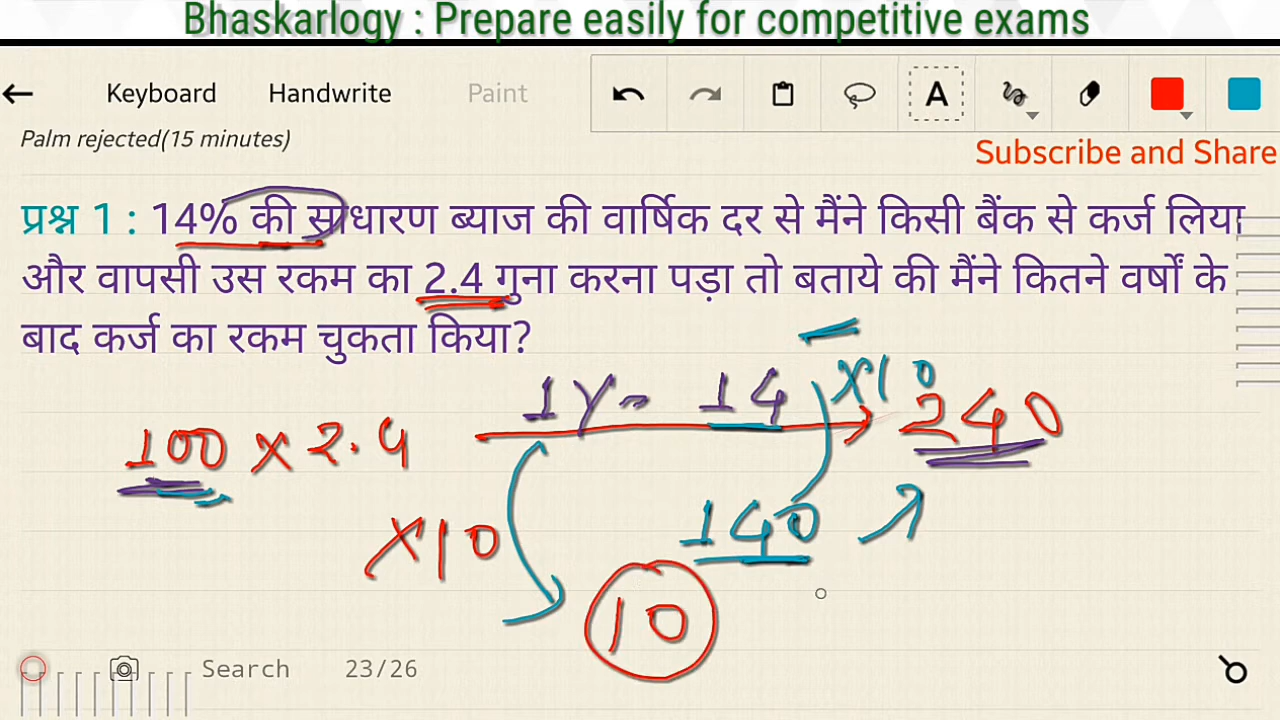 Bhaskarlogy : Prepare easily for competitive exams
Keyboard Handwrite Paint A
Palm rejected(15 minutes)
Subscribe and Share
प्रश्न 1 : 14% की साधारण ब्याज की वार्षिक दर से मैंने किसी बैंक से कर्ज लिया
और वापसी उस रकम का 2.4 गुना करना पड़ा तो बताये की मैंने कितने वर्षों के
बाद कर्ज का रकम चुकता किया?
1Y = 14 X10
100 X 2.4 240
X10 140
10
Search 23/26